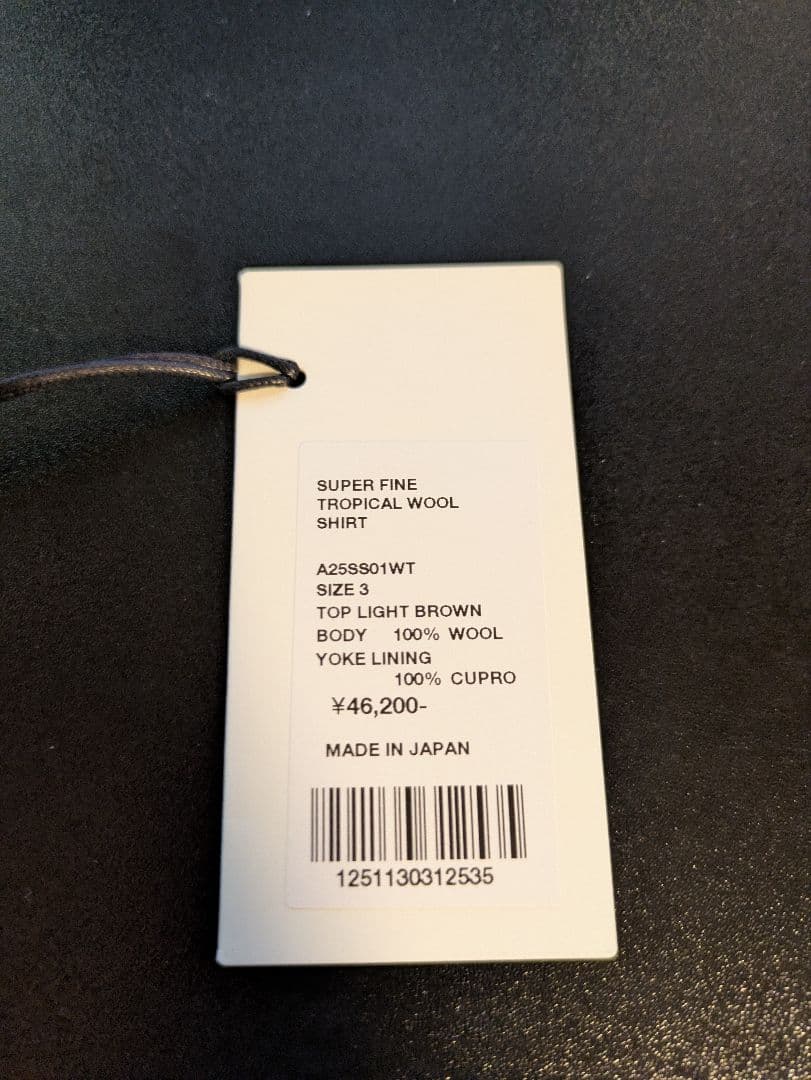 SUPER FINE
TROPICAL WOOL
SHIRT
A25SS01WT
SIZE 3
TOP LIGHT BROWN
BODY 100% WOOL
YOKE LINING
100% CUPRO
¥46,200-
MADE IN JAPAN
1251130312535